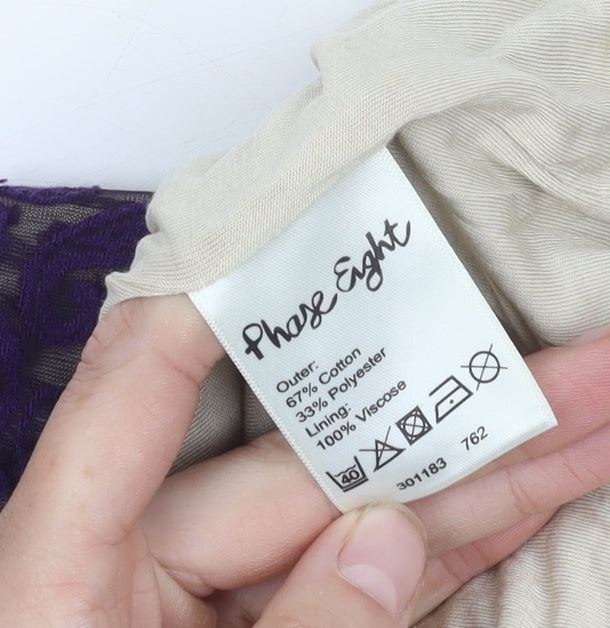 Phase Eight
Outer:
67% Cotton
33% Polyester
Lining:
100% Viscose
40
301183 762